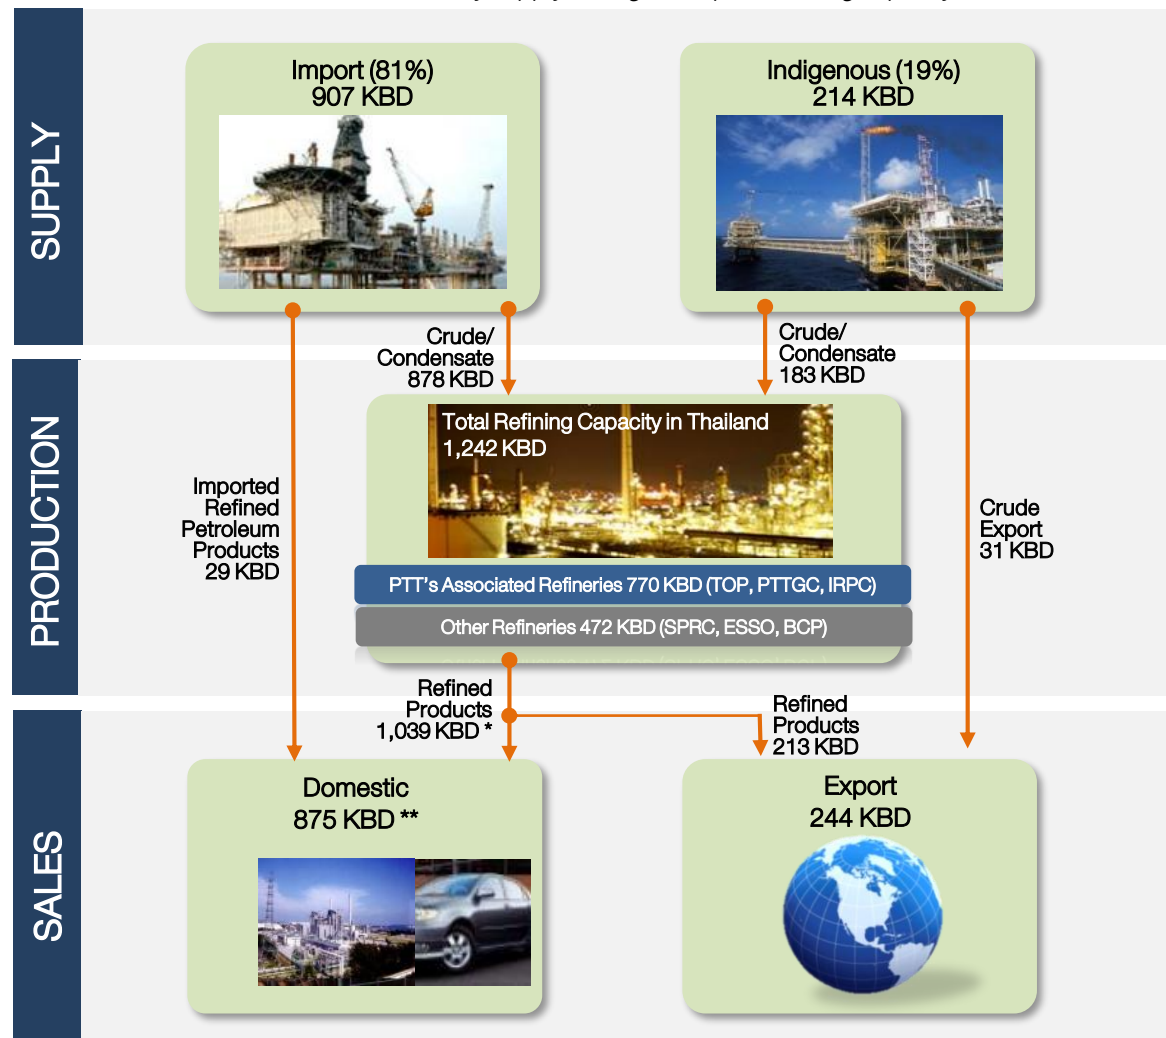 SUPPLY
Import (81%)
907 KBD
Indigenous (19%)
214 KBD
Crude/
Condensate
878 KBD
Crude/
Condensate
183 KBD
PRODUCTION
Total Refining Capacity in Thailand
1,242 KBD
Imported
Refined
Petroleum
Products
29 KBD
Crude
Export
31 KBD
PTT's Associated Refineries 770 KBD (TOP, PTTGC, IRPC)
Other Refineries 472 KBD (SPRC, ESSO, BCP)
Refined
Products
1,039 KBD *
Refined
Products
213 KBD
SALES
Domestic
875 KBD **
Export
244 KBD